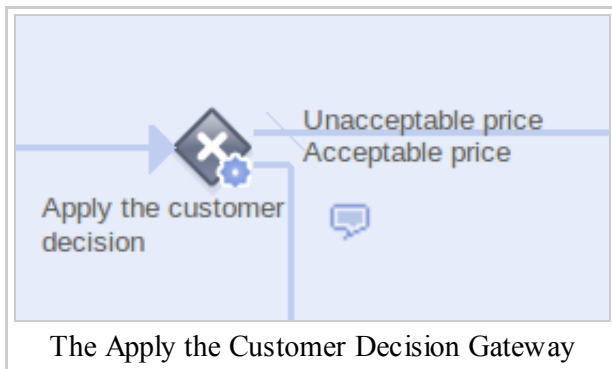 Unacceptable price
Acceptable price
Apply the customer
decision
The Apply the Customer Decision Gateway